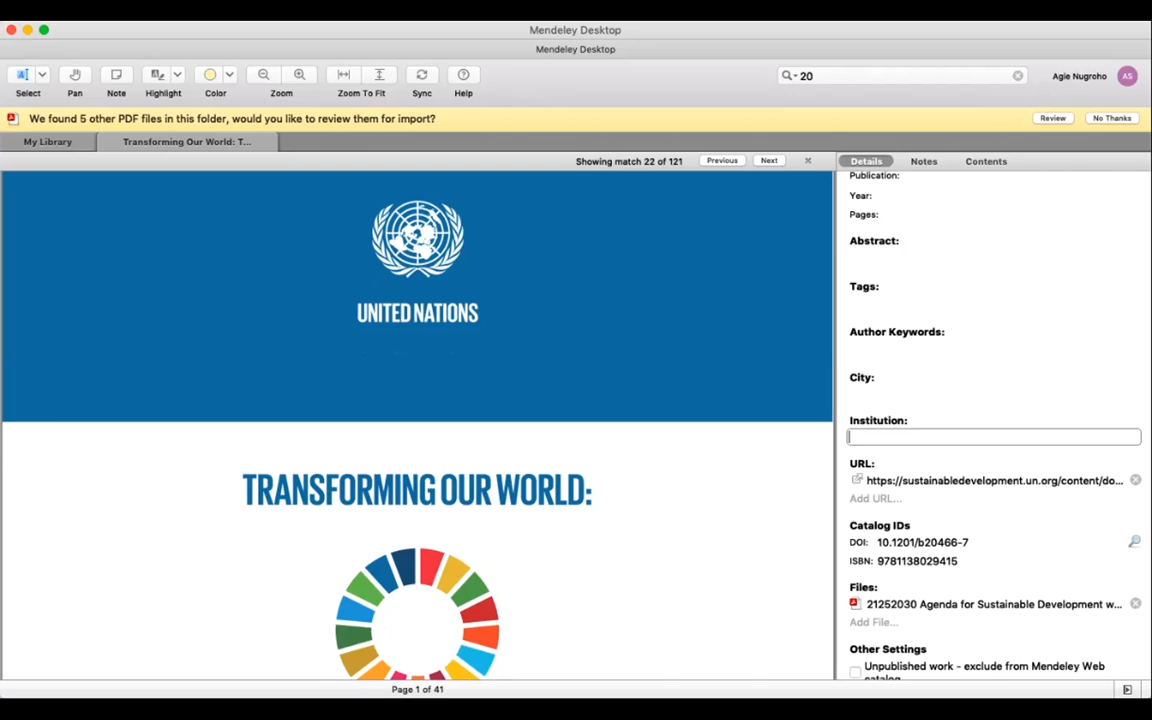 Mendeley Desktop
Mendeley Desktop
Select Pan Note Highlight Color Zoom Zoom To Fit Sync Help
20
Agie Nugroho AS
We found 5 other PDF files in this folder, would you like to review them for import?
Review No Thanks
My Library Transforming Our World: T...
Showing match 22 of 121 Previous Next
Details Notes Contents
UNITED NATIONS
TRANSFORMING OUR WORLD:
Page 1 of 41
Publication:
Year:
Pages:
Abstract:
Tags:
Author Keywords:
City:
Institution:
URL:
https://sustainabledevelopment.un.org/content/do...
Add URL...
Catalog IDs
DOI: 10.1201/b20466-7
ISBN: 9781138029415
Files:
21252030 Agenda for Sustainable Development w...
Add File...
Other Settings
Unpublished work - exclude from Mendeley Web
catalog